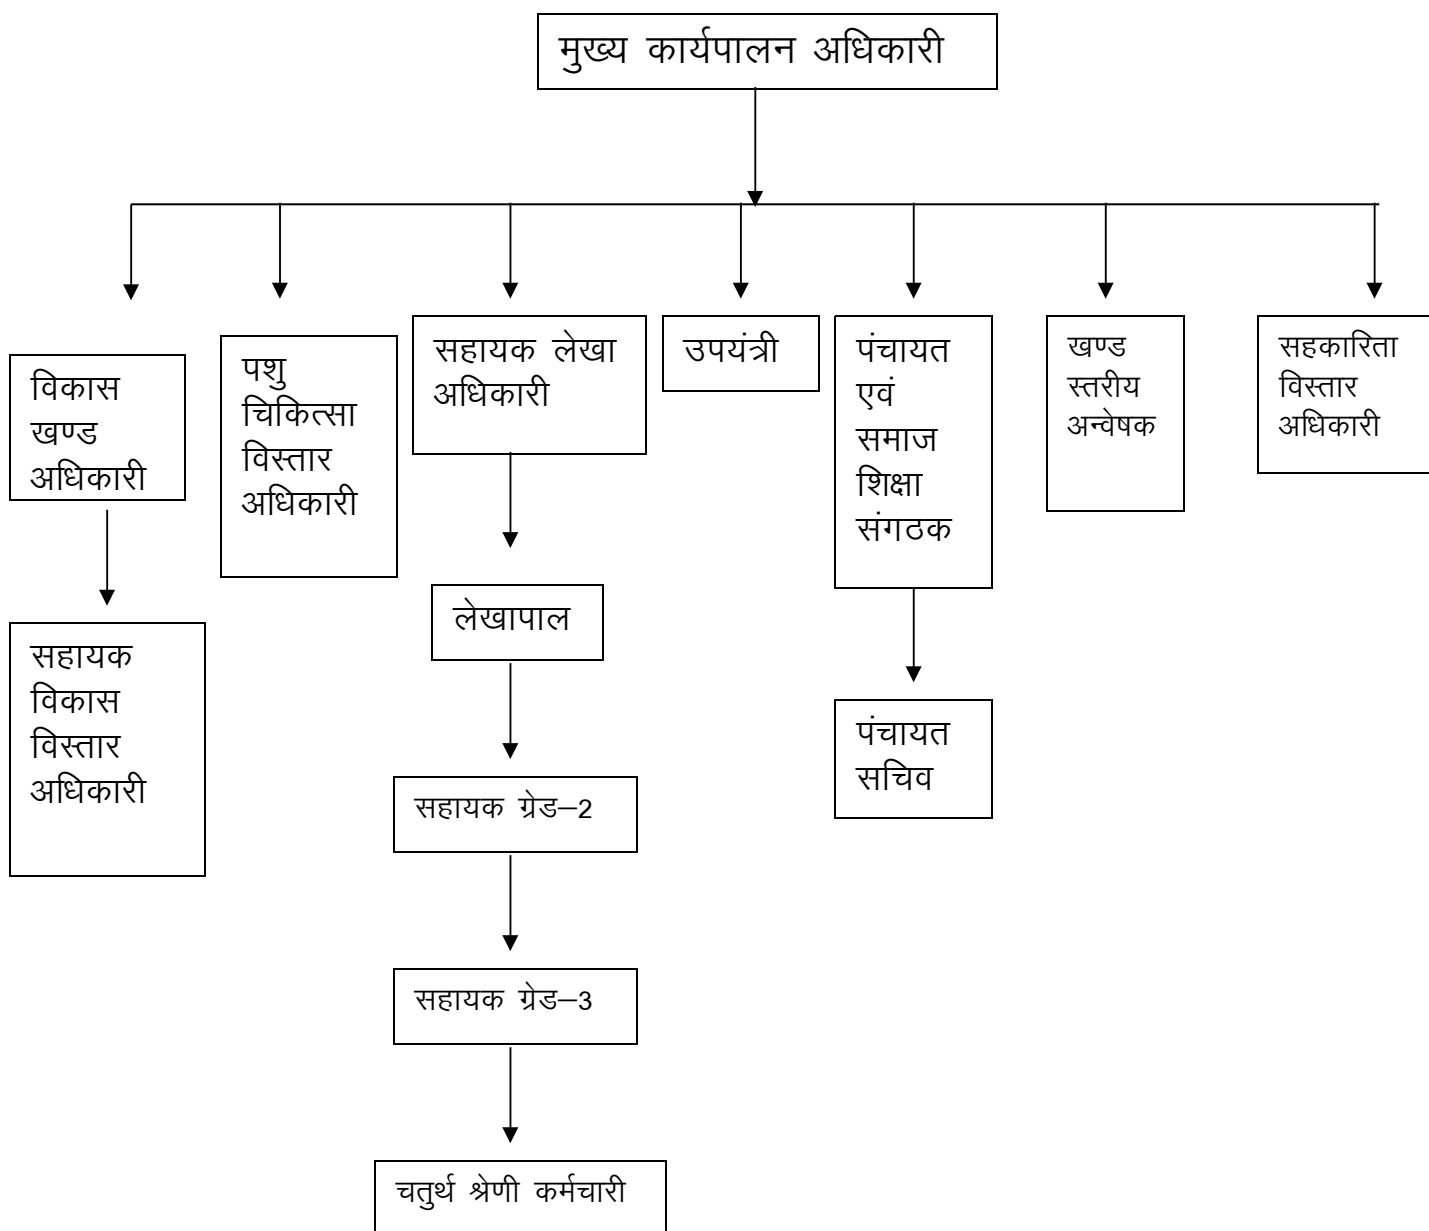 मुख्य कार्यपालन अधिकारी
विकास
खण्ड
अधिकारी
पशु
चिकित्सा
विस्तार
अधिकारी
सहायक लेखा
अधिकारी
उपयंत्री
पंचायत
एवं
समाज
शिक्षा
संगठक
खण्ड
स्तरीय
अन्वेषक
सहकारिता
विस्तार
अधिकारी
सहायक
विकास
विस्तार
अधिकारी
लेखापाल
पंचायत
सचिव
सहायक ग्रेड–2
सहायक ग्रेड–3
चतुर्थ श्रेणी कर्मचारी